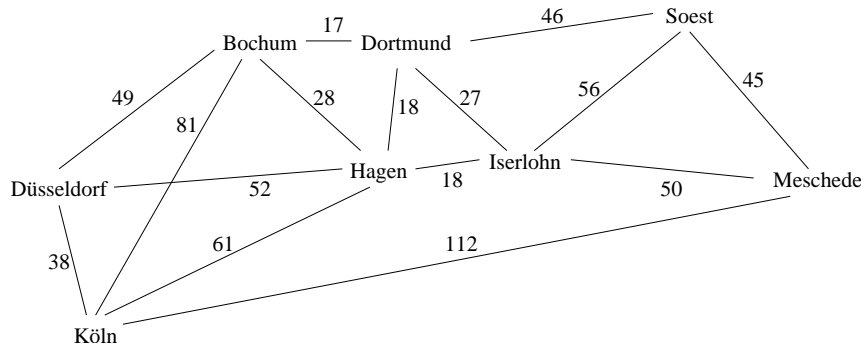 46
Soest
17
Bochum
Dortmund
49
28
18
27
56
45
81
Hagen
Iserlohn
18
Düsseldorf
52
50
Meschede
61
112
38
Köln